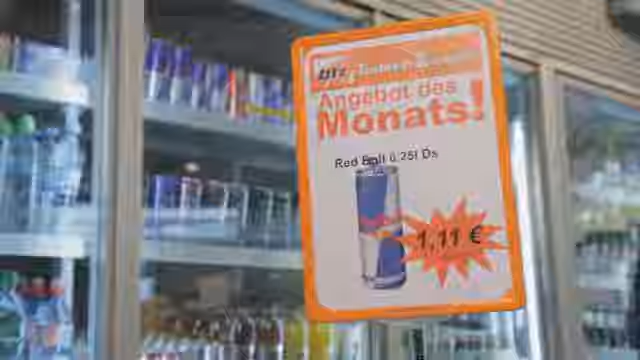 Angebot des
Monats!
Red Bull 0,25l Ds
1,11 €